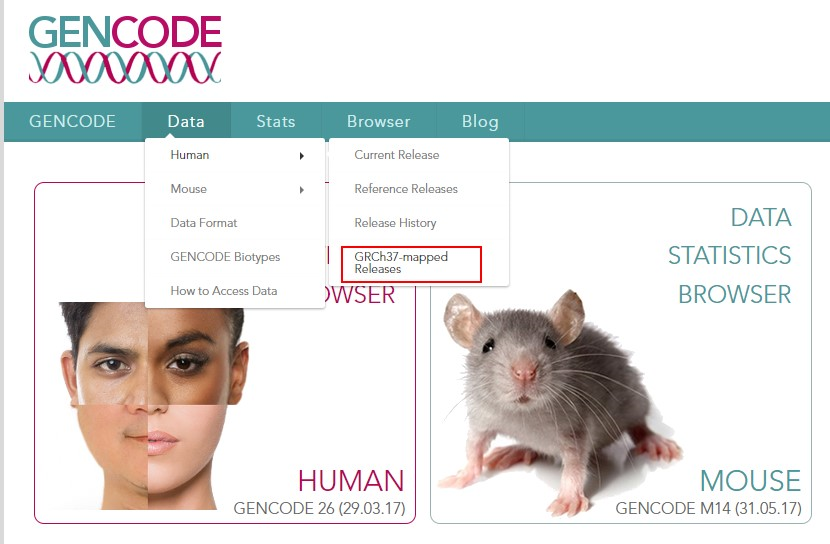 GENCODE
GENCODE Data Stats Browser Blog
Human
Mouse
Data Format
GENCODE Biotypes
How to Access Data
Current Release
Reference Releases
Release History
GRCh37-mapped
Releases
OWSER
HUMAN
GENCODE 26 (29.03.17)
DATA
STATISTICS
BROWSER
MOUSE
GENCODE M14 (31.05.17)